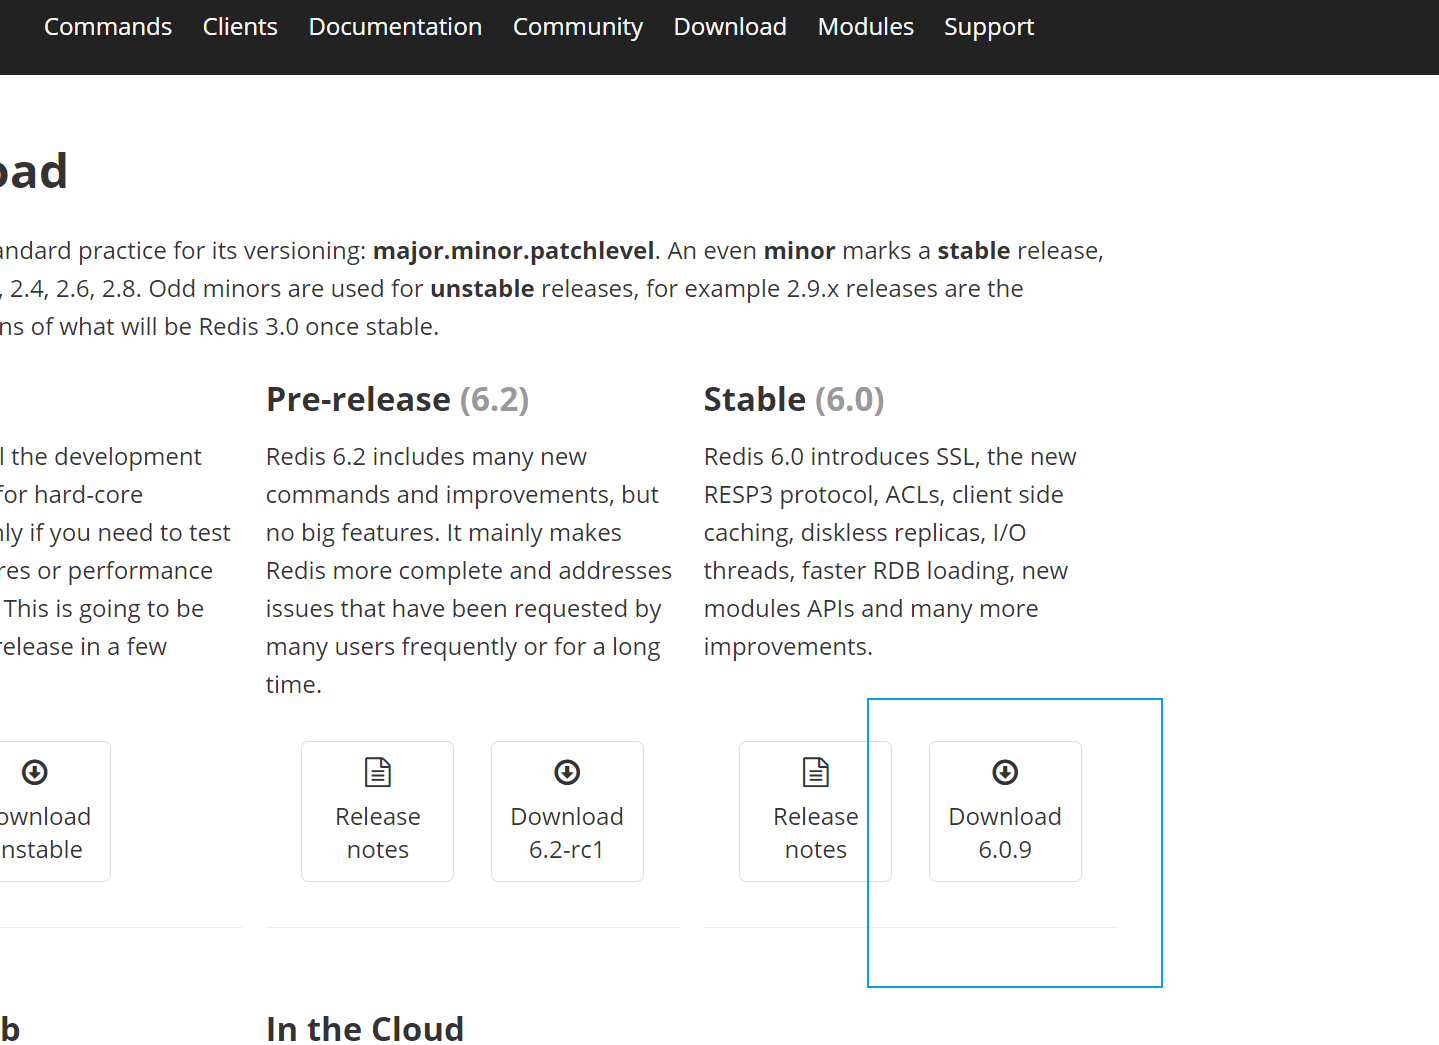 Commands Clients Documentation Community Download Modules Support
oad
andard practice for its versioning: major.minor.patchlevel. An even minor marks a stable release,
, 2.4, 2.6, 2.8. Odd minors are used for unstable releases, for example 2.9.x releases are the
ns of what will be Redis 3.0 once stable.
l the development
for hard-core
ly if you need to test
res or performance
This is going to be
release in a few
ownload
nstable
Pre-release (6.2)
Redis 6.2 includes many new
commands and improvements, but
no big features. It mainly makes
Redis more complete and addresses
issues that have been requested by
many users frequently or for a long
time.
Release
notes
Download
6.2-rc1
Stable (6.0)
Redis 6.0 introduces SSL, the new
RESP3 protocol, ACLs, client side
caching, diskless replicas, I/O
threads, faster RDB loading, new
modules APIs and many more
improvements.
Release
notes
Download
6.0.9
b
In the Cloud